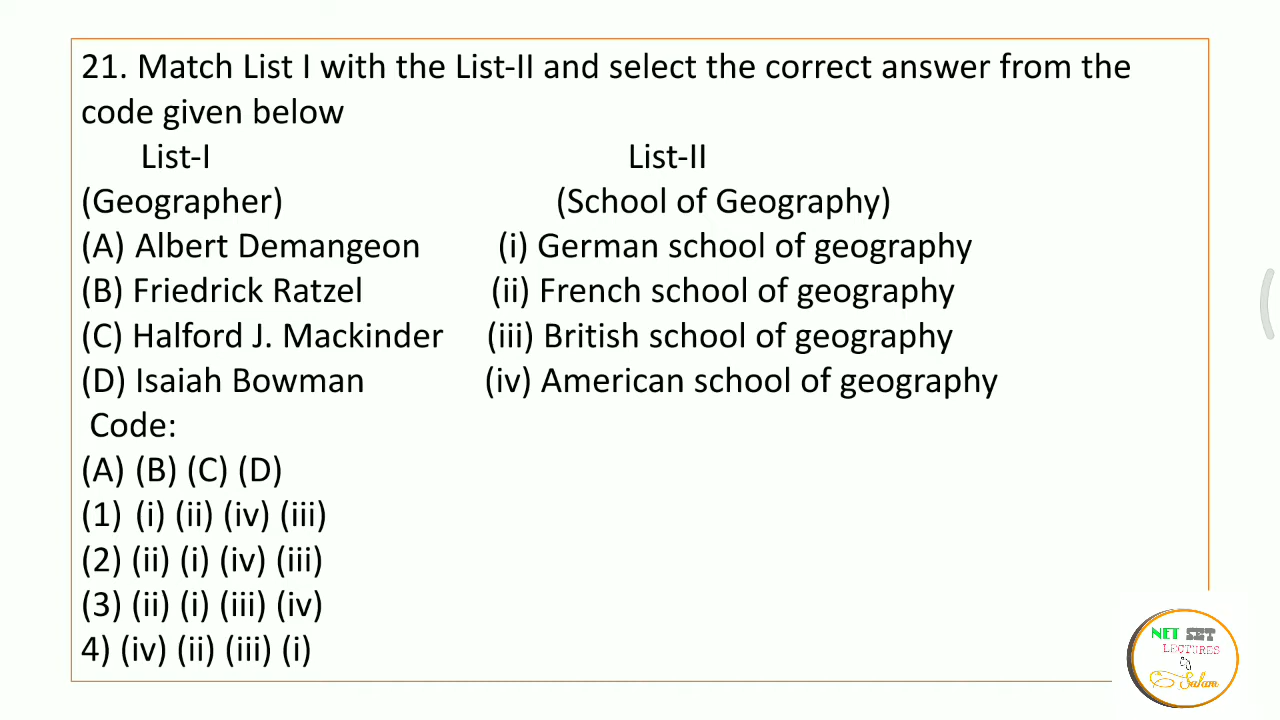 21. Match List I with the List-II and select the correct answer from the
code given below
List-I List-II
(Geographer) (School of Geography)
(A) Albert Demangeon (i) German school of geography
(B) Friedrick Ratzel (ii) French school of geography
(C) Halford J. Mackinder (iii) British school of geography
(D) Isaiah Bowman (iv) American school of geography
Code:
(A) (B) (C) (D)
(1) (i) (ii) (iv) (iii)
(2) (ii) (i) (iv) (iii)
(3) (ii) (i) (iii) (iv)
4) (iv) (ii) (iii) (i)
NET SET
LECTURES